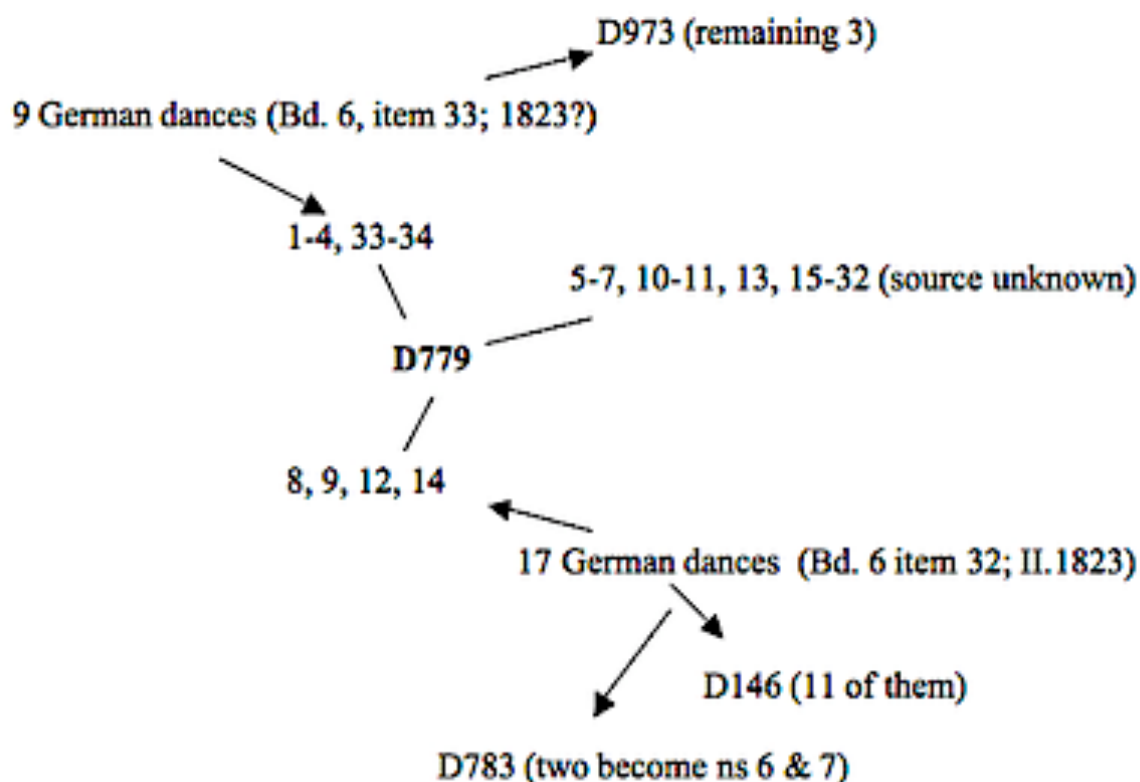 D973 (remaining 3)
9 German dances (Bd. 6, item 33; 1823?)
1-4, 33-34
5-7, 10-11, 13, 15-32 (source unknown)
D779
8, 9, 12, 14
17 German dances (Bd. 6 item 32; II.1823)
D146 (11 of them)
D783 (two become ns 6 & 7)